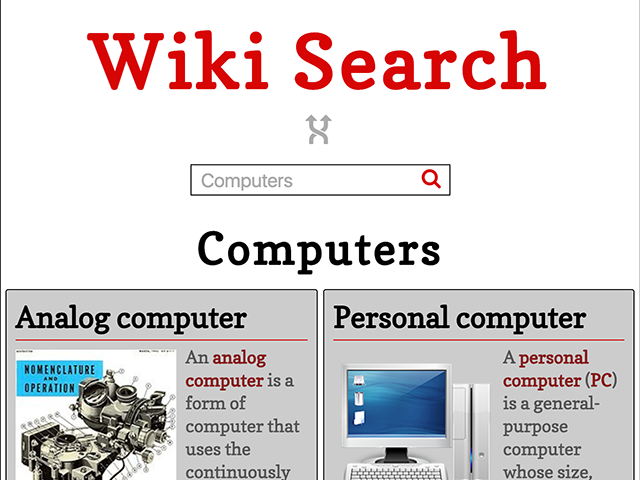 Wiki Search
Computers
Computers
Analog computer
NOMENCLATURE
AND
OPERATION
An analog
computer is a
form of
computer that
uses the
continuously
Personal computer
A personal
computer (PC)
is a general-
purpose
computer
whose size,